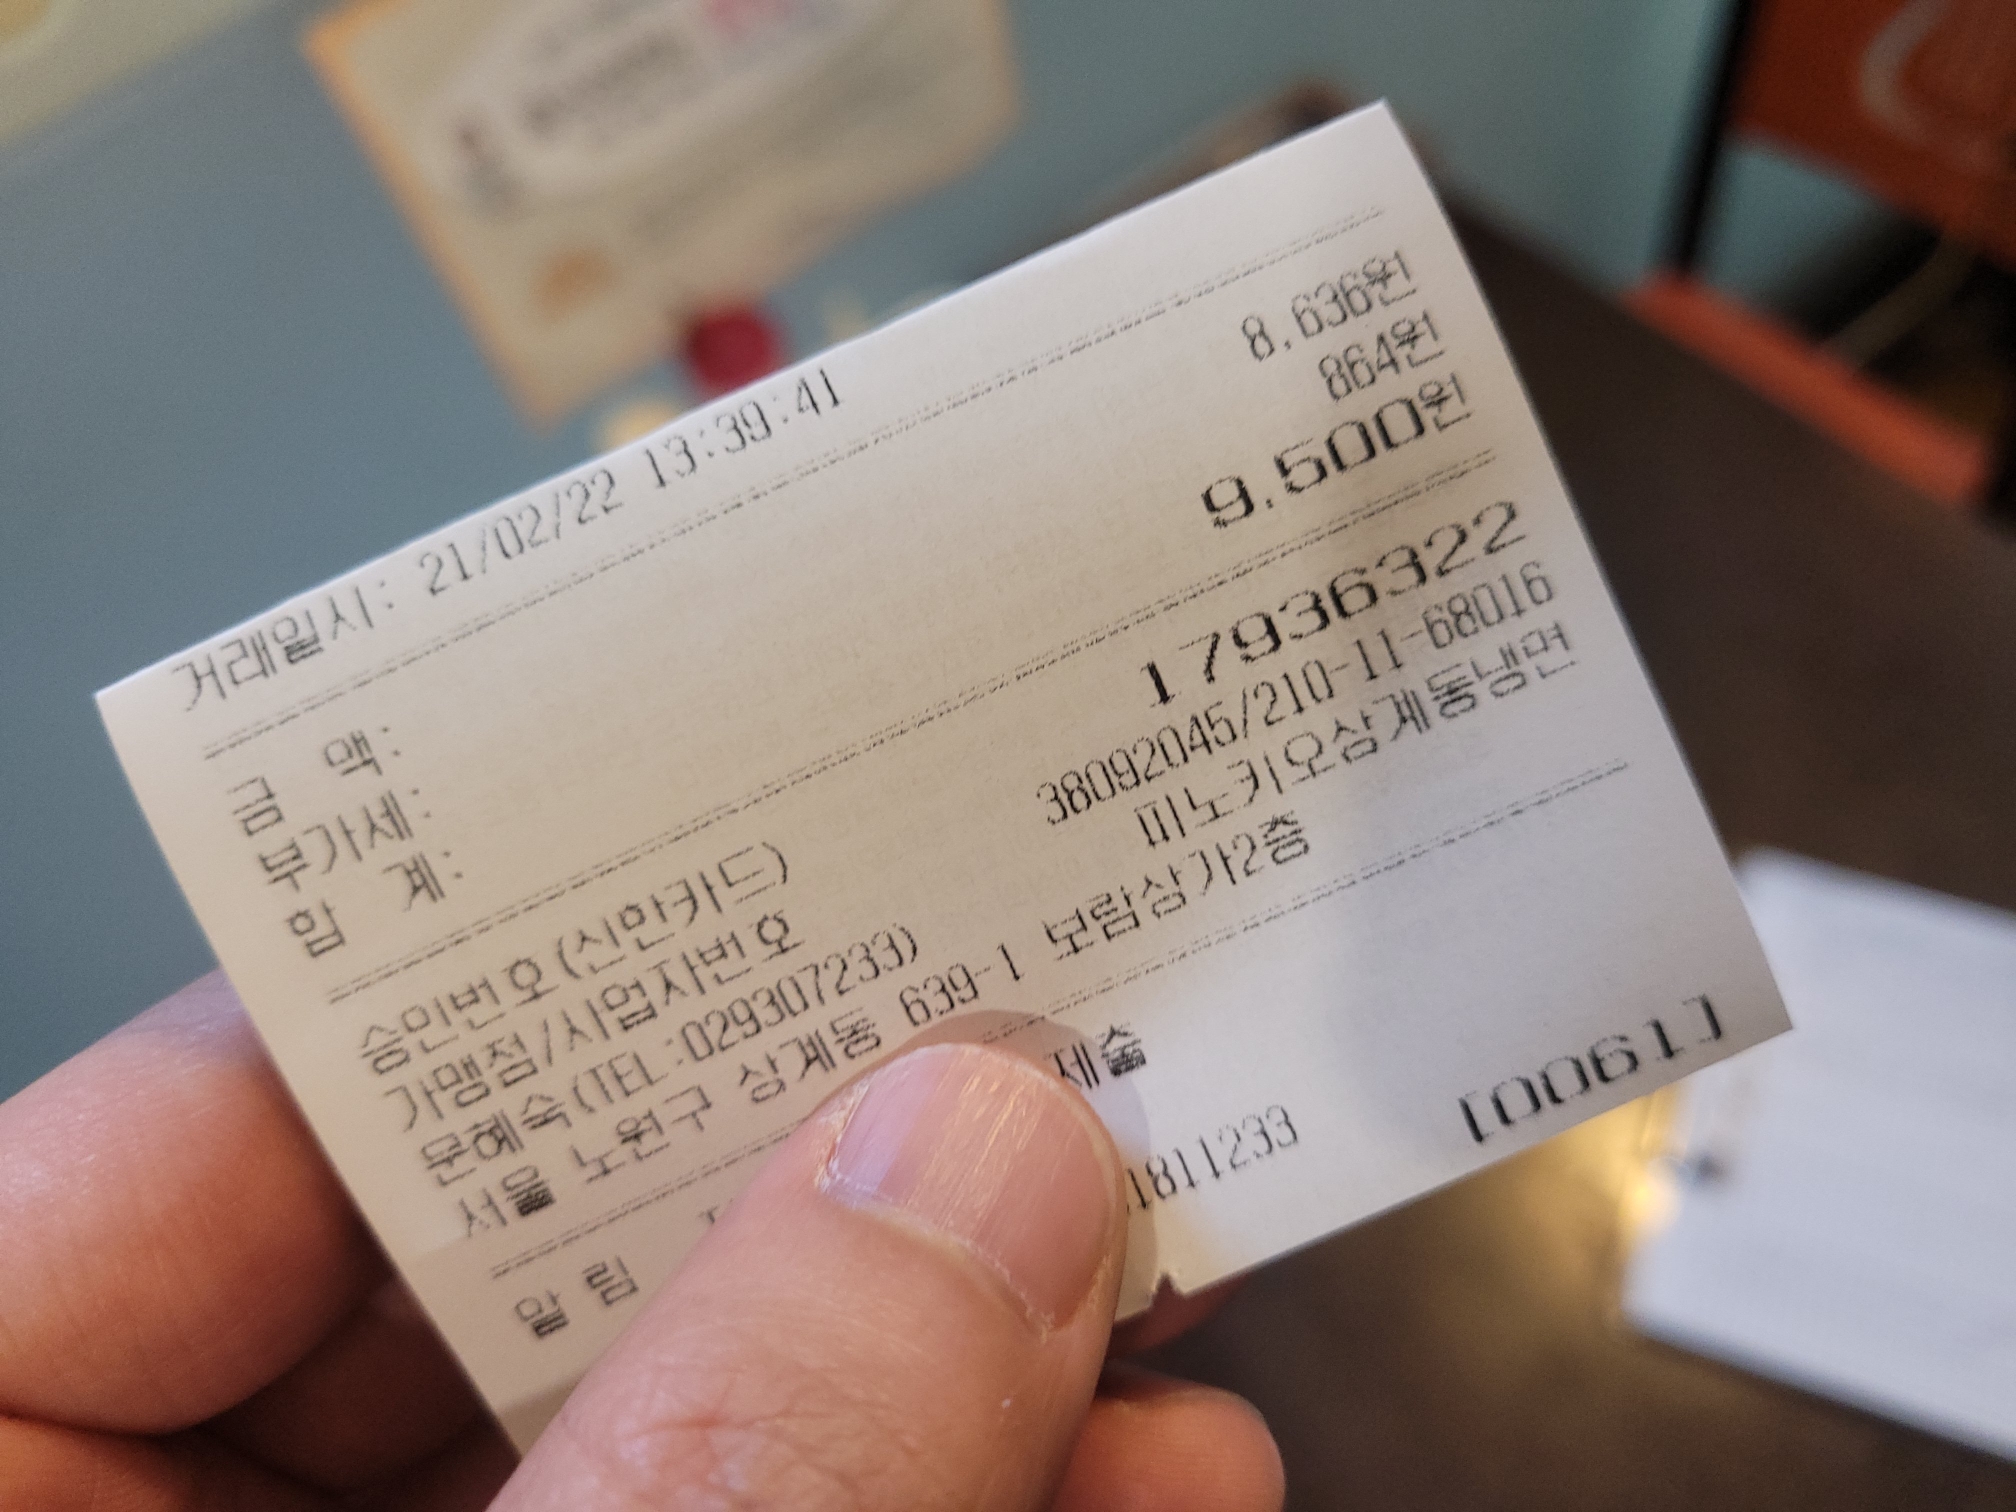 거래일시: 21/02/22 13:39:41
금 액: 8,636원
부가세: 864원
합 계: 9,500원
승인번호(신한카드) 17936322
가맹점/사업자번호 38092045/210-11-68016
문혜숙(TEL:029307233) 피노키오삼계동냉면
서울 노원구 상계동 639-1 보람상가2층
알 림 제출
1811233 [00611]